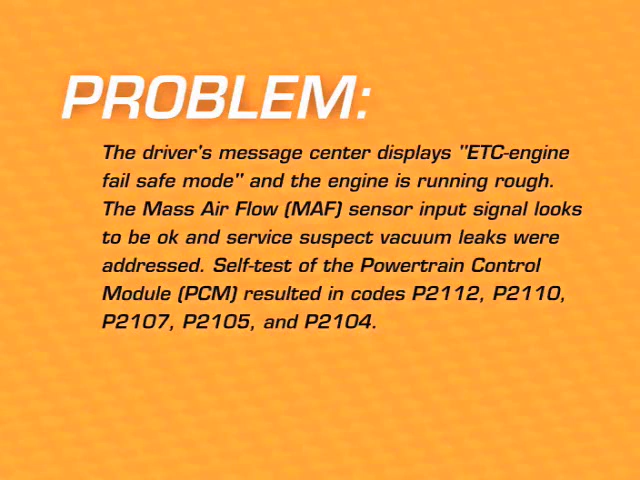 PROBLEM:
The driver's message center displays "ETC-engine
fail safe mode" and the engine is running rough.
The Mass Air Flow (MAF) sensor input signal looks
to be ok and service suspect vacuum leaks were
addressed. Self-test of the Powertrain Control
Module (PCM) resulted in codes P2112, P2110,
P2107, P2105, and P2104.